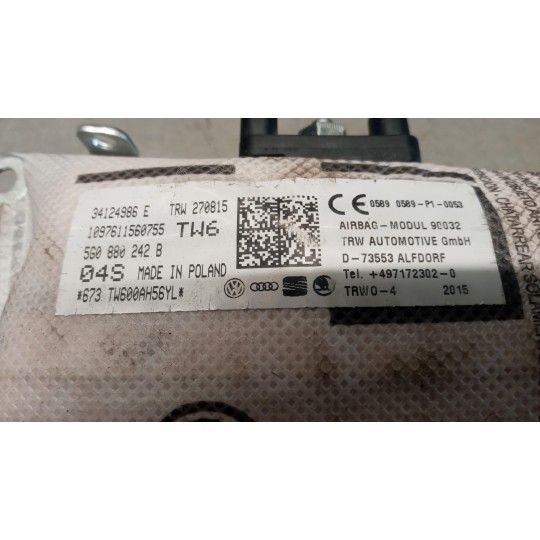 34124986 E TRW 270815
1097611560755 TW6
5G0 880 242 B
04S MADE IN POLAND
*673 TW600AH56YL*
CE 0589 0589-P1-0053
AIRBAG-MODUL 90032
TRW AUTOMOTIVE GmbH
D-73553 ALFDORF
Tel. +497172302-0
TRWO-4 2015